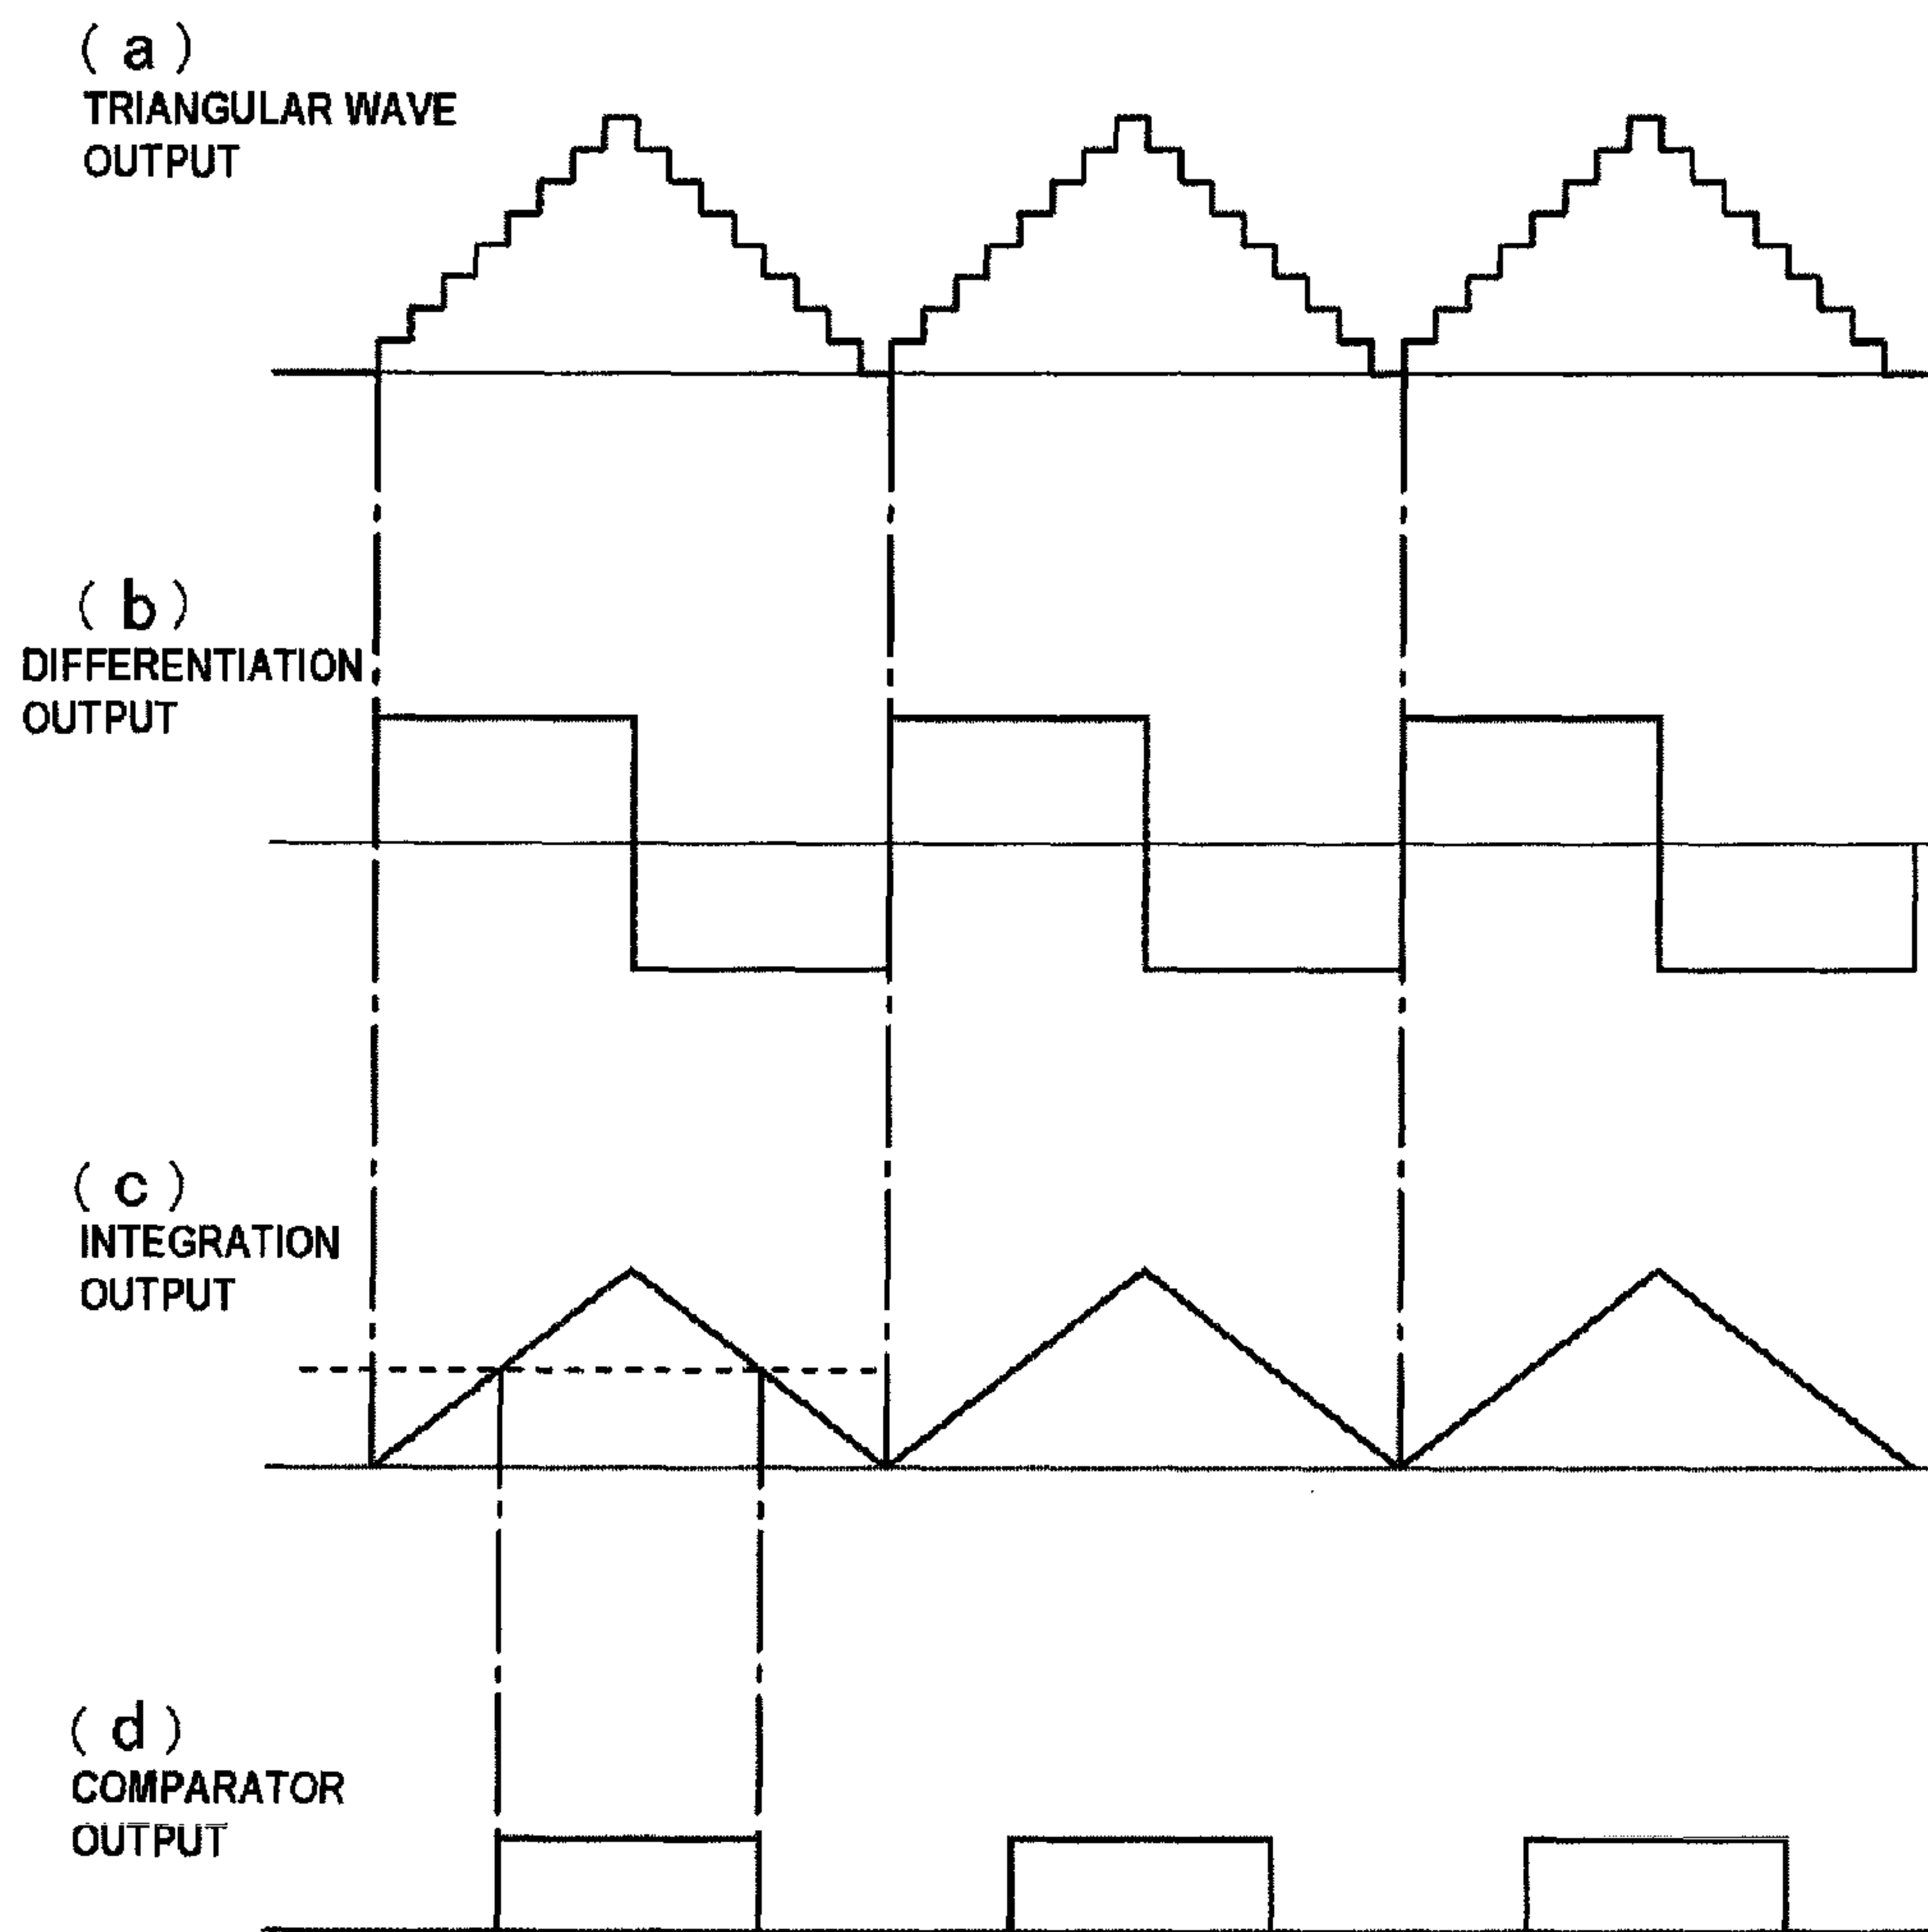 ( a )
TRIANGULAR WAVE
OUTPUT
( b )
DIFFERENTIATION
OUTPUT
( c )
INTEGRATION
OUTPUT
( d )
COMPARATOR
OUTPUT